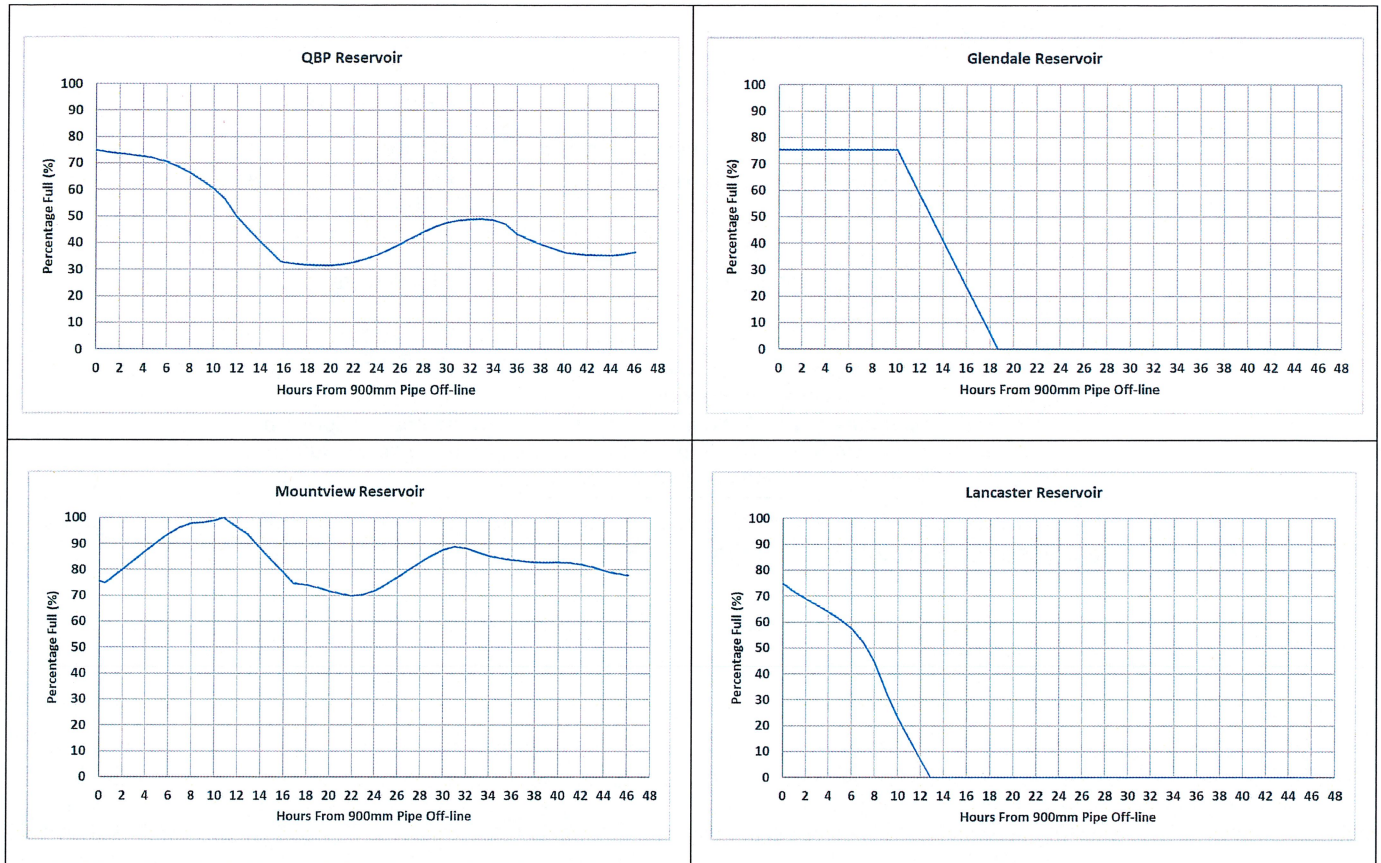 QBP Reservoir
100
90
80
70
60
50
40
30
20
10
0
Percentage Full (%)
0 2 4 6 8 10 12 14 16 18 20 22 24 26 28 30 32 34 36 38 40 42 44 46 48
Hours From 900mm Pipe Off-line
Glendale Reservoir
100
90
80
70
60
50
40
30
20
10
0
Percentage Full (%)
0 2 4 6 8 10 12 14 16 18 20 22 24 26 28 30 32 34 36 38 40 42 44 46 48
Hours From 900mm Pipe Off-line
Mountview Reservoir
100
90
80
70
60
50
40
30
20
10
0
Percentage Full (%)
0 2 4 6 8 10 12 14 16 18 20 22 24 26 28 30 32 34 36 38 40 42 44 46 48
Hours From 900mm Pipe Off-line
Lancaster Reservoir
100
90
80
70
60
50
40
30
20
10
0
Percentage Full (%)
0 2 4 6 8 10 12 14 16 18 20 22 24 26 28 30 32 34 36 38 40 42 44 46 48
Hours From 900mm Pipe Off-line